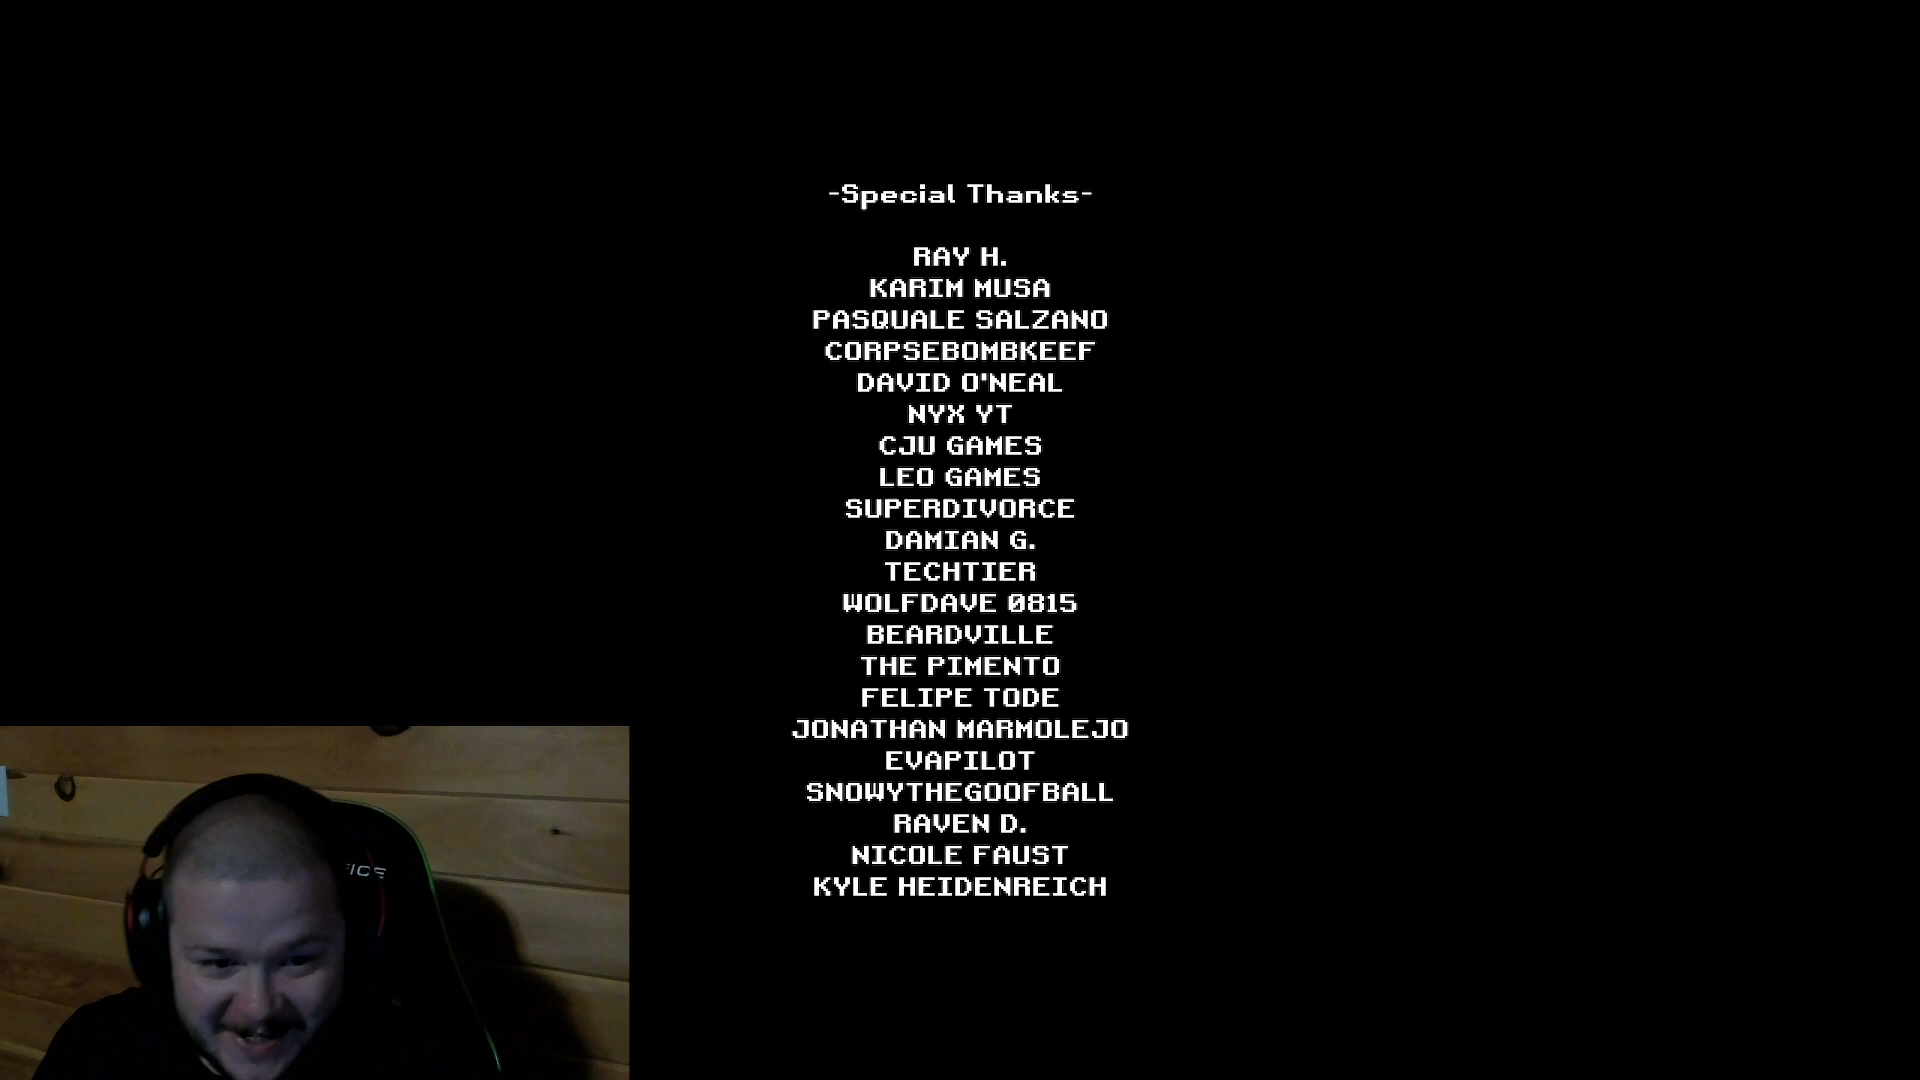 -Special Thanks-
RAY H.
KARIM MUSA
PASQUALE SALZANO
CORPSEBOMBKEEF
DAVID O'NEAL
NYX YT
CJU GAMES
LEO GAMES
SUPERDIVORCE
DAMIAN G.
TECHTIER
WOLFDAVE 0815
BEARDVILLE
THE PIMENTO
FELIPE TODE
JONATHAN MARMOLEJO
EVAPILOT
SNOWYTHEGOOFBALL
RAVEN D.
NICOLE FAUST
KYLE HEIDENREICH